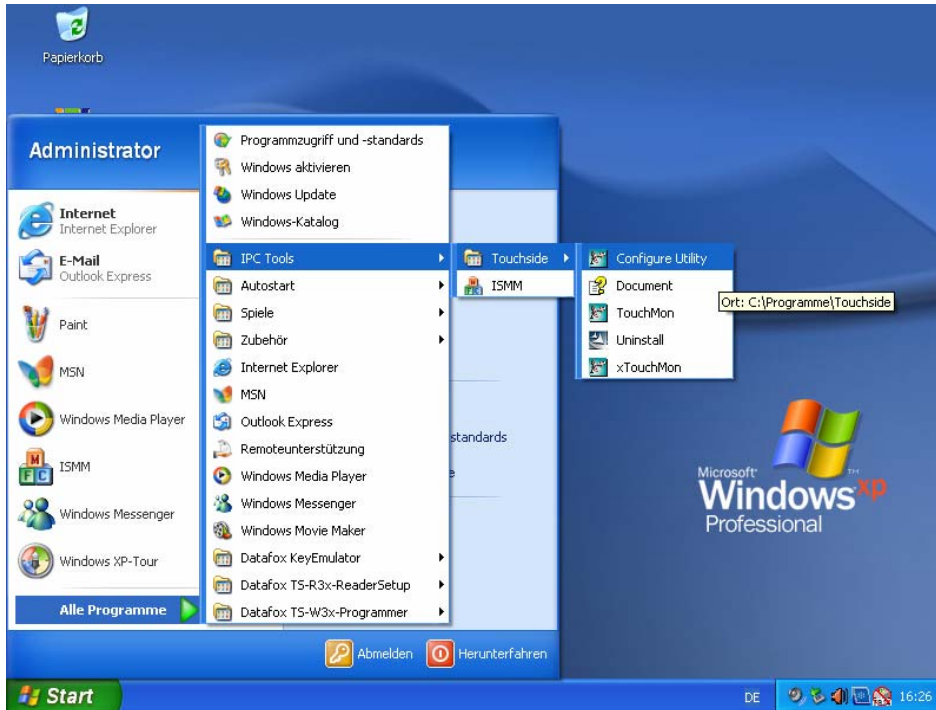 Papierkorb
Administrator
Internet
Internet Explorer
E-Mail
Outlook Express
Paint
MSN
Windows Media Player
ISMM
Windows Messenger
Windows XP-Tour
Alle Programme
Programmzugriff und -standards
Windows aktivieren
Windows Update
Windows-Katalog
IPC Tools
Autostart
Spiele
Zubehör
Internet Explorer
MSN
Outlook Express
Remoteunterstützung
Windows Media Player
Windows Messenger
Windows Movie Maker
Datafox KeyEmulator
Datafox TS-R3x-ReaderSetup
Datafox TS-W3x-Programmer
Touchside
ISMM
Configure Utility
Document
TouchMon
Uninstall
xTouchMon
Ort: C:\Programme\Touchside
standards
Microsoft
Windows xp
Professional
Abmelden
Herunterfahren
Start
DE
16:26